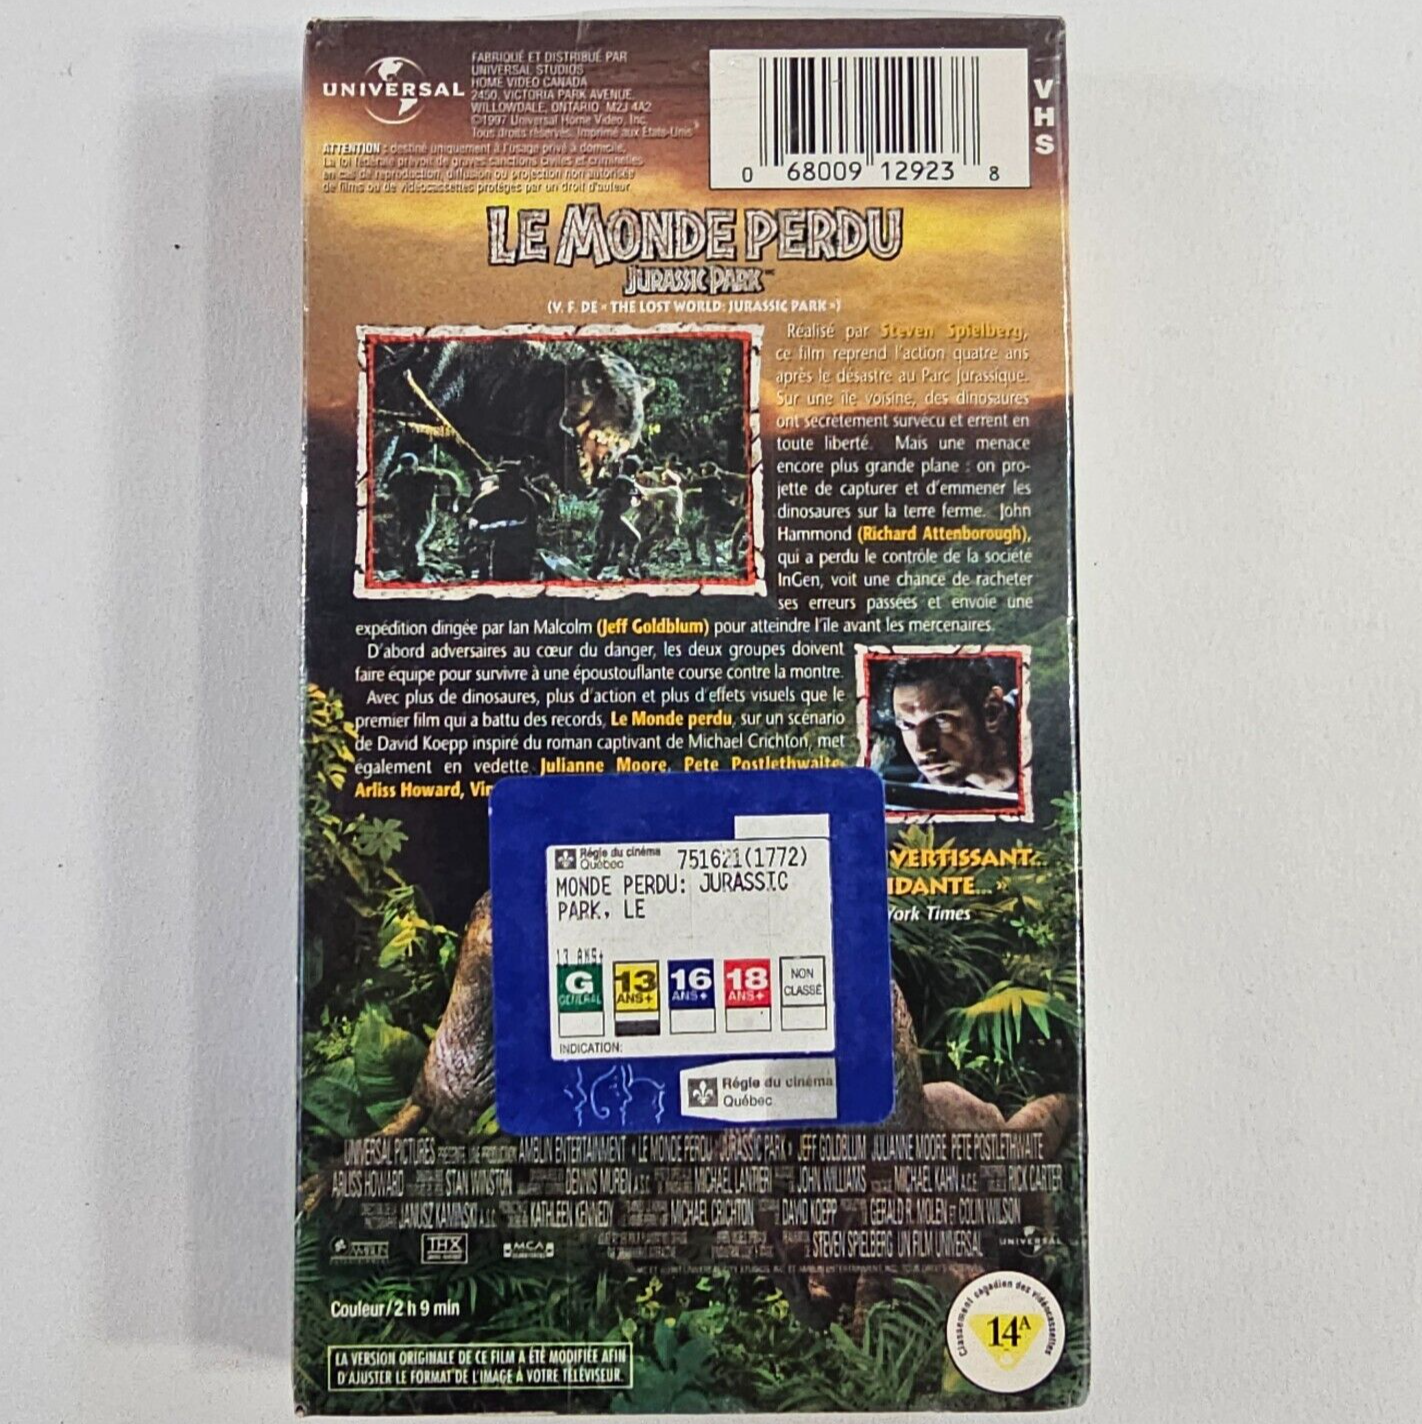 UNIVERSAL
FABRIQUÉ ET DISTRIBUÉ PAR
UNIVERSAL STUDIOS
HOME VIDEO CANADA
2450, VICTORIA PARK AVENUE,
WILLOWDALE, ONTARIO M2J 4A2
©1997 Universal Home Video, Inc.
Tous droits réservés. Imprimé aux États-Unis
ATTENTION : destiné uniquement à l'usage privé à domicile.
La loi fédérale prévoit de graves sanctions civiles et criminelles
en cas de reproduction, diffusion ou projection non autorisée
de films ou de vidéocassettes protégés par un droit d'auteur.
0 68009 12923 8
VHS
LE MONDE PERDU
JURASSIC PARK
(V. F. DE « THE LOST WORLD: JURASSIC PARK »)
Réalisé par Steven Spielberg,
ce film reprend l'action quatre ans
après le désastre au Parc Jurassique.
Sur une île voisine, des dinosaures
ont secrètement survécu et errent en
toute liberté. Mais une menace
encore plus grande plane : on pro-
jette de capturer et d'emmener les
dinosaures sur la terre ferme. John
Hammond (Richard Attenborough),
qui a perdu le contrôle de la société
InGen, voit une chance de racheter
ses erreurs passées et envoie une
expédition dirigée par Ian Malcolm (Jeff Goldblum) pour atteindre l'île avant les mercenaires.
D'abord adversaires au cœur du danger, les deux groupes doivent
faire équipe pour survivre à une époustouflante course contre la montre.
Avec plus de dinosaures, plus d'action et plus d'effets visuels que le
premier film qui a battu des records, Le Monde perdu, sur un scénario
de David Koepp inspiré du roman captivant de Michael Crichton, met
également en vedette Julianne Moore, Pete Postlethwaite,
Arliss Howard, Vin
VERTISSANT...
IDANTE... »
York Times
Régie du cinéma
Québec
751621(1772)
MONDE PERDU: JURASSIC
PARK, LE
13 ANS+
G 13 16 18 NON
GÉNÉRAL ANS+ ANS+ ANS+ CLASSÉ
INDICATION:
Régie du cinéma
Québec
UNIVERSAL PICTURES PRÉSENTE UNE PRODUCTION AMBLIN ENTERTAINMENT « LE MONDE PERDU: JURASSIC PARK » JEFF GOLDBLUM JULIANNE MOORE PETE POSTLETHWAITE
ARLISS HOWARD STAN WINSTON DENNIS MUREN A.S.C. MICHAEL LANTIERI JOHN WILLIAMS MICHAEL KAHN A.C.E. RICK CARTER
JANUSZ KAMINSKI A.S.C. KATHLEEN KENNEDY MICHAEL CRICHTON DAVID KOEPP GERALD R. MOLEN ET COLIN WILSON
STEVEN SPIELBERG UN FILM UNIVERSAL
AMBLIN
THX
MCA
UNIVERSAL
Couleur/2 h 9 min
LA VERSION ORIGINALE DE CE FILM A ÉTÉ MODIFIÉE AFIN
D'AJUSTER LE FORMAT DE L'IMAGE À VOTRE TÉLÉVISEUR.
Classement canadien des vidéocassettes
14A